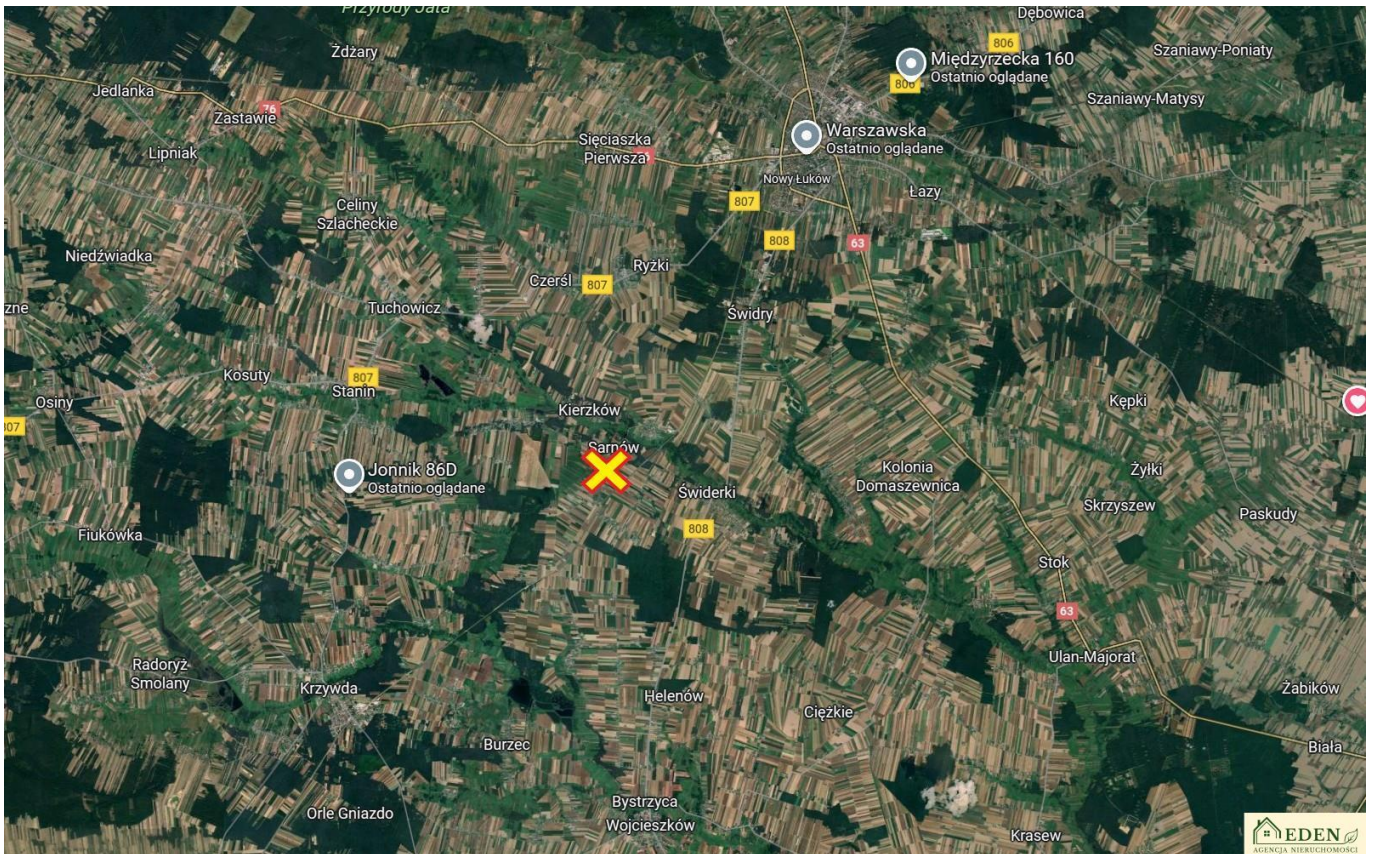 Przyrody Jata
Dębowica
806
Żdżary
Szaniawy-Poniaty
Międzyrzecka 160
Ostatnio oglądane
806
Jedlanka
Szaniawy-Matysy
76
Zastawie
Warszawska
Ostatnio oglądane
Sięciaszka
Pierwsza
Lipniak
Nowy Łuków
Łazy
807
Celiny
Szlacheckie
808
63
Niedźwiadka
Ryżki
Czerśl
807
zne
Tuchowicz
Świdry
Kosuty
807
Stanin
Osiny
Kępki
Kierzków
807
Sarnów
Jonnik 86D
Ostatnio oglądane
Kolonia
Domaszewnica
Żyłki
Świderki
Skrzyszew
Paskudy
808
Fiukówka
Stok
63
Radoryż
Smolany
Ulan-Majorat
Krzywda
Helenów
Żabików
Ciężkie
Burzec
Biała
Bystrzyca
Orle Gniazdo
Wojcieszków
Krasew
EDEN
AGENCJA NIERUCHOMOŚCI